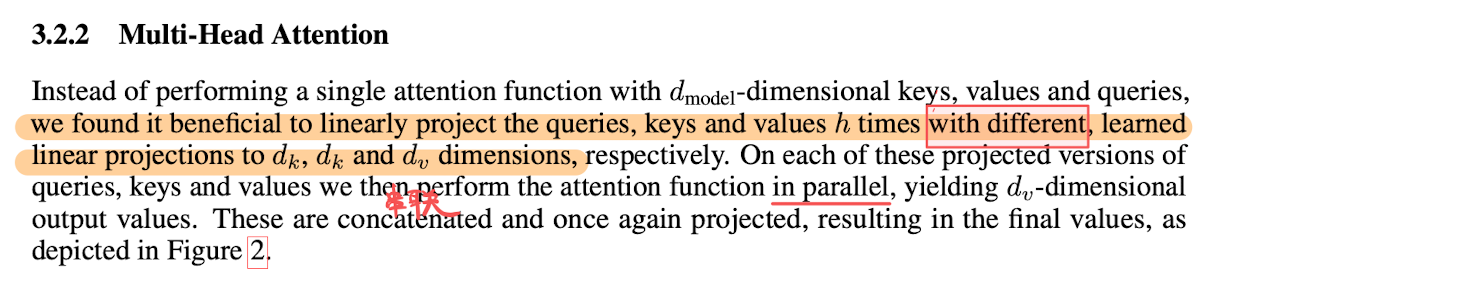 3.2.2 Multi-Head Attention
Instead of performing a single attention function with d_model-dimensional keys, values and queries,
we found it beneficial to linearly project the queries, keys and values h times with different, learned
linear projections to d_k, d_k and d_v dimensions, respectively. On each of these projected versions of
queries, keys and values we then perform the attention function in parallel, yielding d_v-dimensional
串联
output values. These are concatenated and once again projected, resulting in the final values, as
depicted in Figure 2.